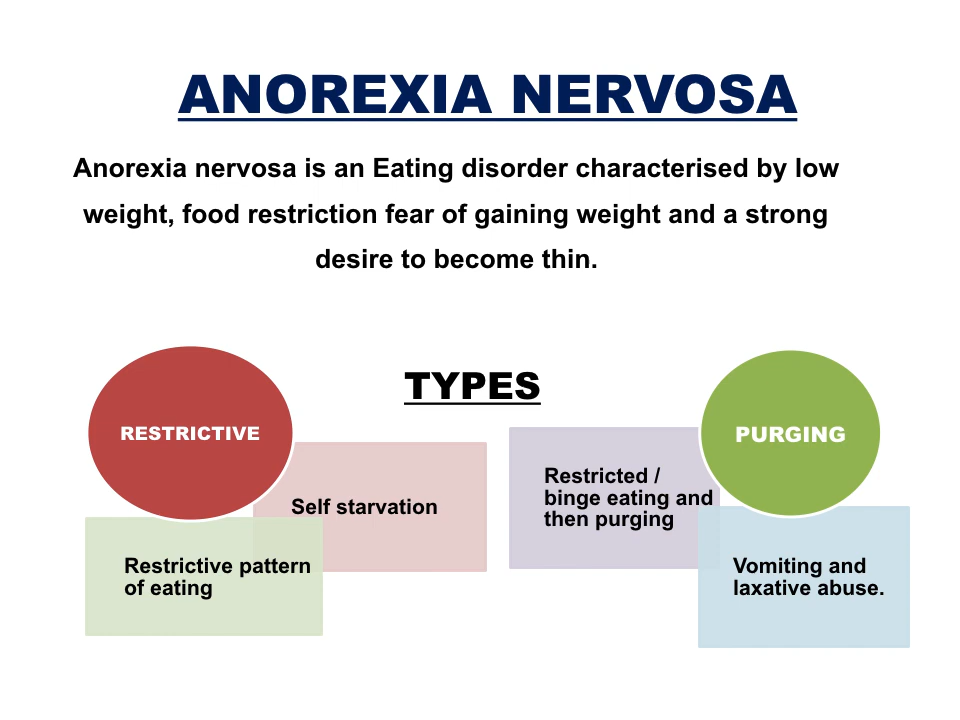 ANOREXIA NERVOSA
Anorexia nervosa is an Eating disorder characterised by low
weight, food restriction fear of gaining weight and a strong
desire to become thin.
TYPES
RESTRICTIVE
Self starvation
Restrictive pattern
of eating
PURGING
Restricted /
binge eating and
then purging
Vomiting and
laxative abuse.